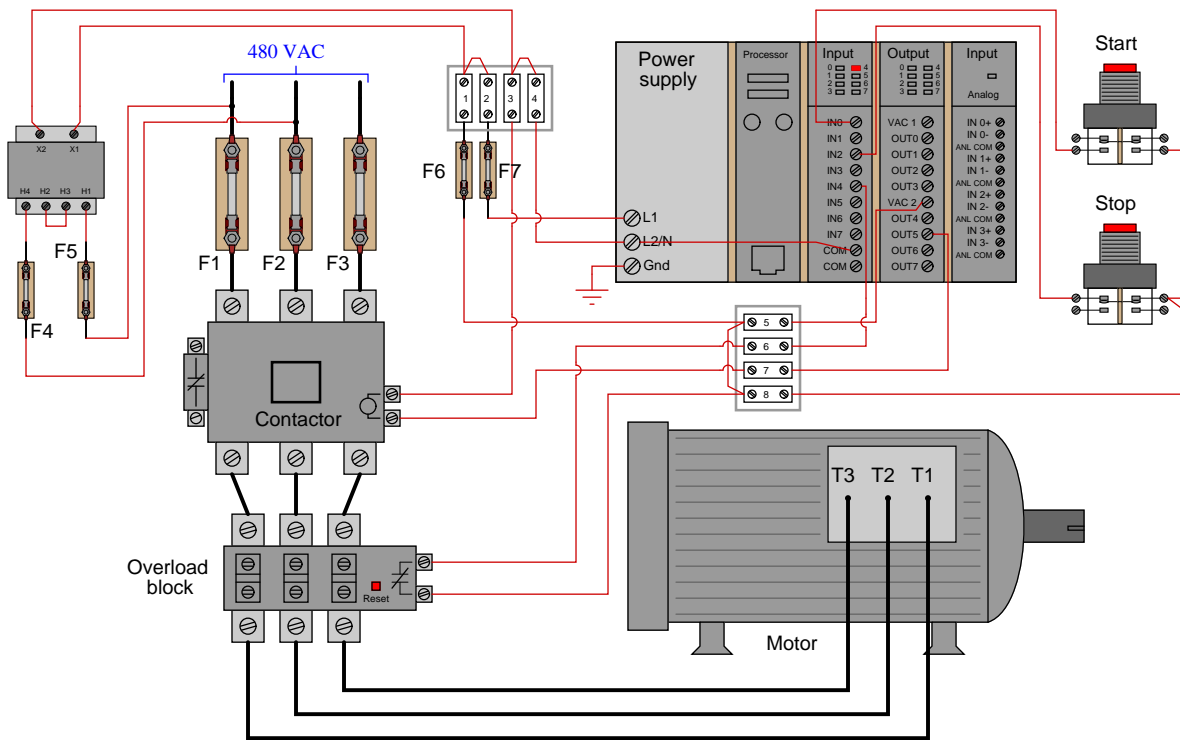 480 VAC
X2 X1
H4 H2 H3 H1
F4
F5
F1
F2
F3
Contactor
Overload
block
Reset
1 2 3 4
F6
F7
Power
supply
L1
L2/N
Gnd
Processor
Input
0 4
1 5
2 6
3 7
IN0
IN1
IN2
IN3
IN4
IN5
IN6
IN7
COM
COM
Output
0 4
1 5
2 6
3 7
VAC 1
OUT0
OUT1
OUT2
OUT3
VAC 2
OUT4
OUT5
OUT6
OUT7
Input
Analog
IN 0+
IN 0-
ANL COM
IN 1+
IN 1-
ANL COM
IN 2+
IN 2-
ANL COM
IN 3+
IN 3-
ANL COM
Start
Stop
5
6
7
8
T3 T2 T1
Motor